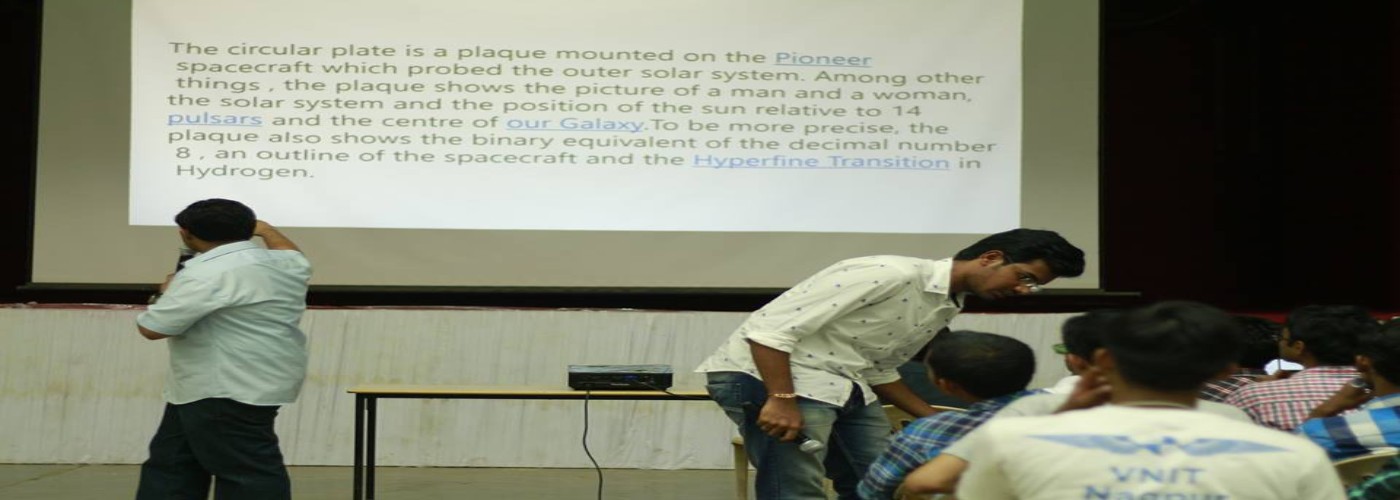 The circular plate is a plaque mounted on the Pioneer
spacecraft which probed the outer solar system. Among other
things , the plaque shows the picture of a man and a woman,
the solar system and the position of the sun relative to 14
pulsars and the centre of our Galaxy.To be more precise, the
plaque also shows the binary equivalent of the decimal number
8 , an outline of the spacecraft and the Hyperfine Transition in
Hydrogen.
VNIT
Nagpur